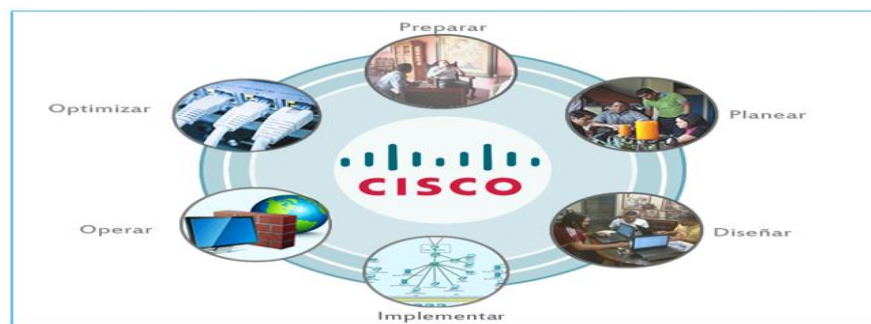 Preparar
Optimizar
Planear
CISCO
Operar
Diseñar
Implementar